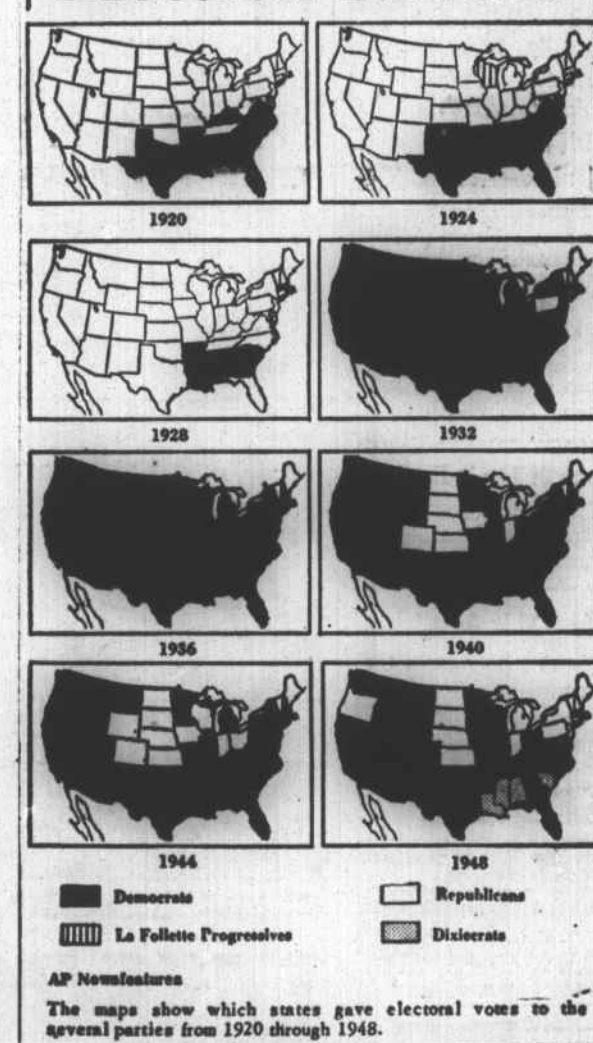 1920
1924
1928
1932
1936
1940
1944
1948
Democrats
Republicans
La Follette Progressives
Dixiecrats
AP Newsfeatures
The maps show which states gave electoral votes to the
several parties from 1920 through 1948.